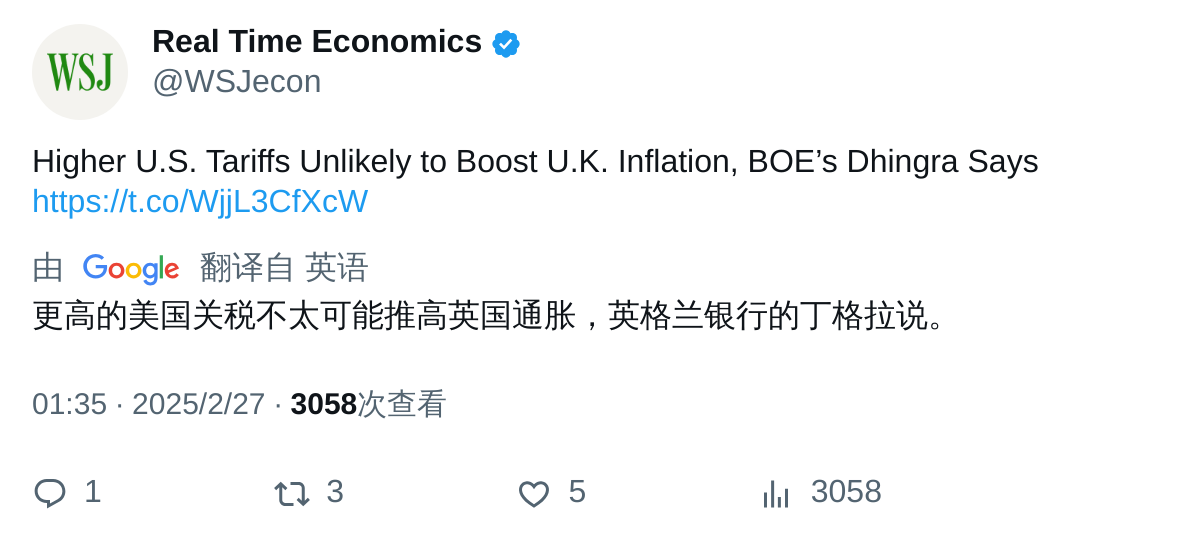 WSJ
Real Time Economics
@WSJecon
Higher U.S. Tariffs Unlikely to Boost U.K. Inflation, BOE’s Dhingra Says
https://t.co/WjjL3CfXcW
由 Google 翻译自 英语
更高的美国关税不太可能推高英国通胀，英格兰银行的丁格拉说。
01:35 · 2025/2/27 · 3058次查看
1 3 5 3058